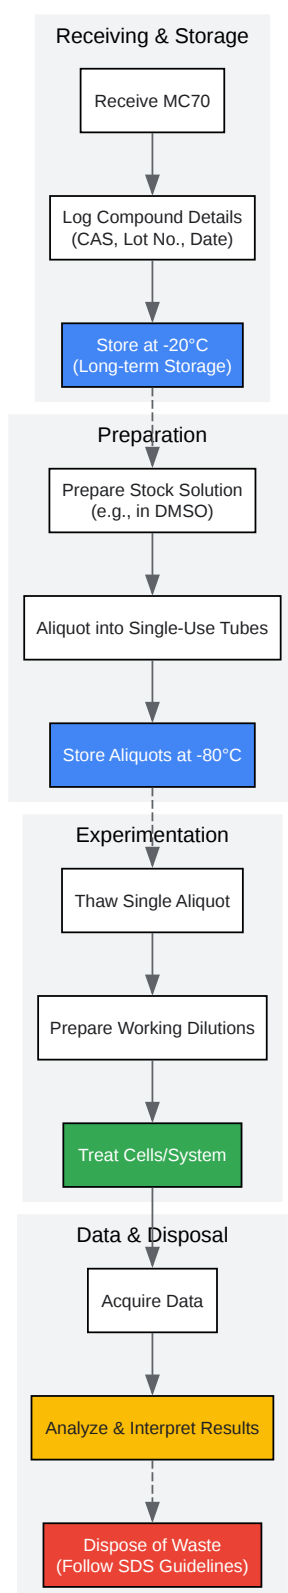 Receiving & Storage
Receive MC70
Log Compound Details
(CAS, Lot No., Date)
Store at -20°C
(Long-term Storage)
Preparation
Prepare Stock Solution
(e.g., in DMSO)
Aliquot into Single-Use Tubes
Store Aliquots at -80°C
Experimentation
Thaw Single Aliquot
Prepare Working Dilutions
Treat Cells/System
Data & Disposal
Acquire Data
Analyze & Interpret Results
Dispose of Waste
(Follow SDS Guidelines)